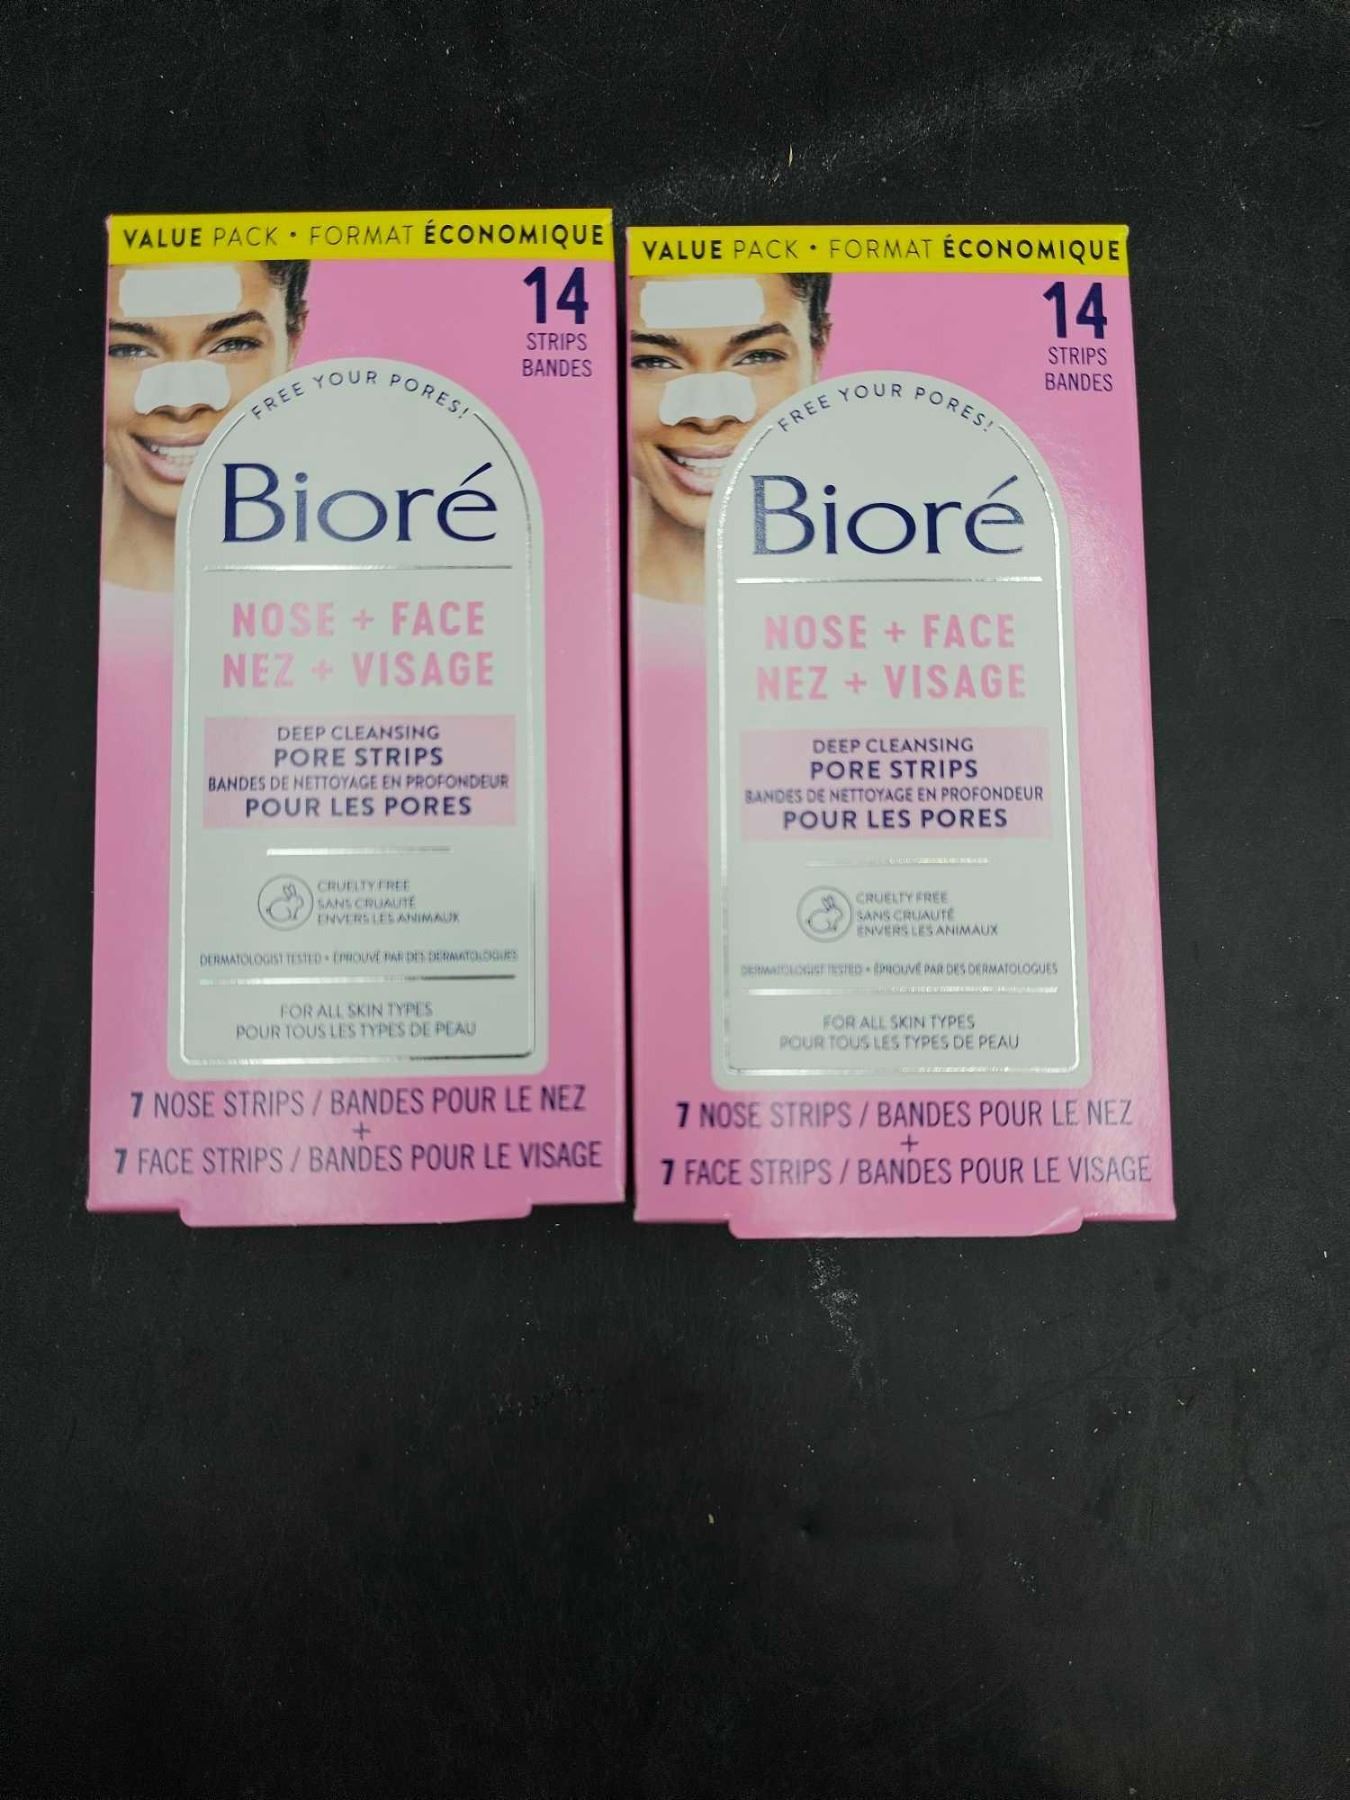 VALUE PACK • FORMAT ÉCONOMIQUE
14
STRIPS
BANDES
FREE YOUR PORES!
Bioré
NOSE + FACE
NEZ + VISAGE
DEEP CLEANSING
PORE STRIPS
BANDES DE NETTOYAGE EN PROFONDEUR
POUR LES PORES
CRUELTY FREE
SANS CRUAUTÉ
ENVERS LES ANIMAUX
DERMATOLOGIST TESTED • ÉPROUVÉ PAR DES DERMATOLOGUES
FOR ALL SKIN TYPES
POUR TOUS LES TYPES DE PEAU
7 NOSE STRIPS / BANDES POUR LE NEZ
+
7 FACE STRIPS / BANDES POUR LE VISAGE
VALUE PACK • FORMAT ÉCONOMIQUE
14
STRIPS
BANDES
FREE YOUR PORES!
Bioré
NOSE + FACE
NEZ + VISAGE
DEEP CLEANSING
PORE STRIPS
BANDES DE NETTOYAGE EN PROFONDEUR
POUR LES PORES
CRUELTY FREE
SANS CRUAUTÉ
ENVERS LES ANIMAUX
DERMATOLOGIST TESTED • ÉPROUVÉ PAR DES DERMATOLOGUES
FOR ALL SKIN TYPES
POUR TOUS LES TYPES DE PEAU
7 NOSE STRIPS / BANDES POUR LE NEZ
+
7 FACE STRIPS / BANDES POUR LE VISAGE